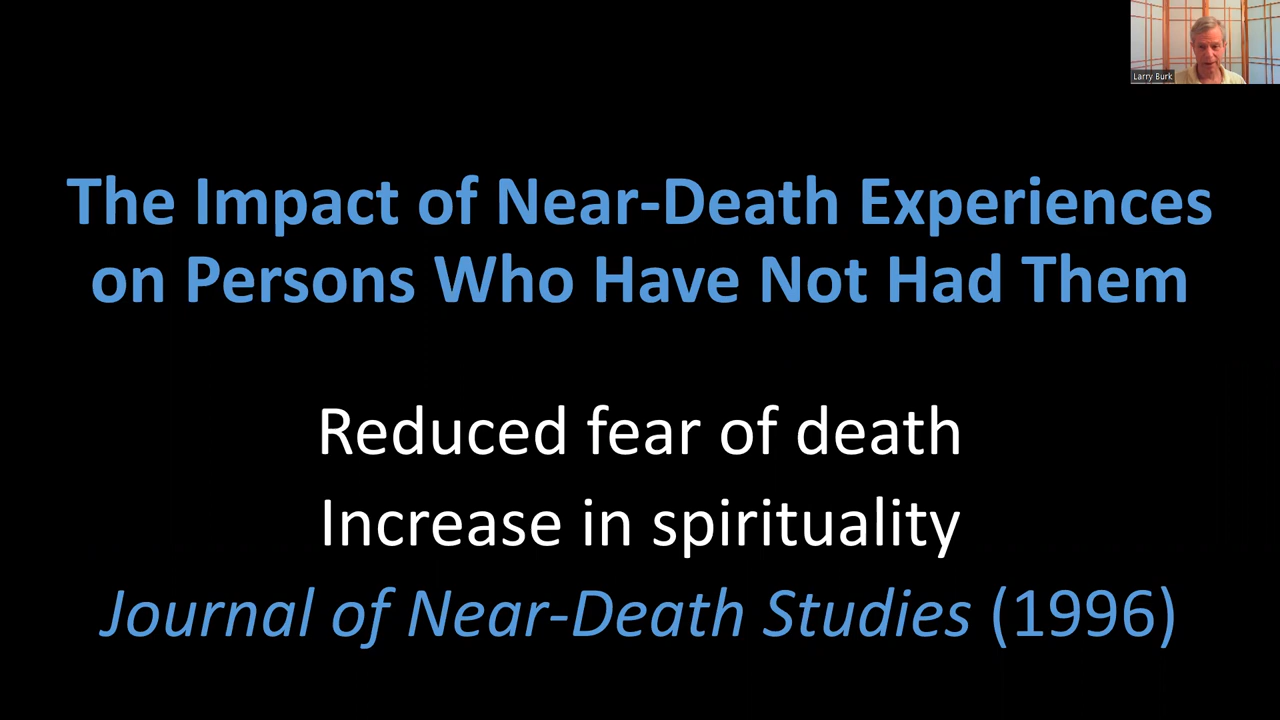 Larry Burk
The Impact of Near-Death Experiences
on Persons Who Have Not Had Them
Reduced fear of death
Increase in spirituality
Journal of Near-Death Studies (1996)